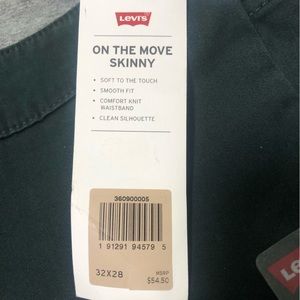 Levi's
ON THE MOVE
SKINNY
• SOFT TO THE TOUCH
• SMOOTH FIT
• COMFORT KNIT
WAISTBAND
• CLEAN SILHOUETTE
360900005
1 91291 94579 5
32X28
MSRP
$54.50
Le